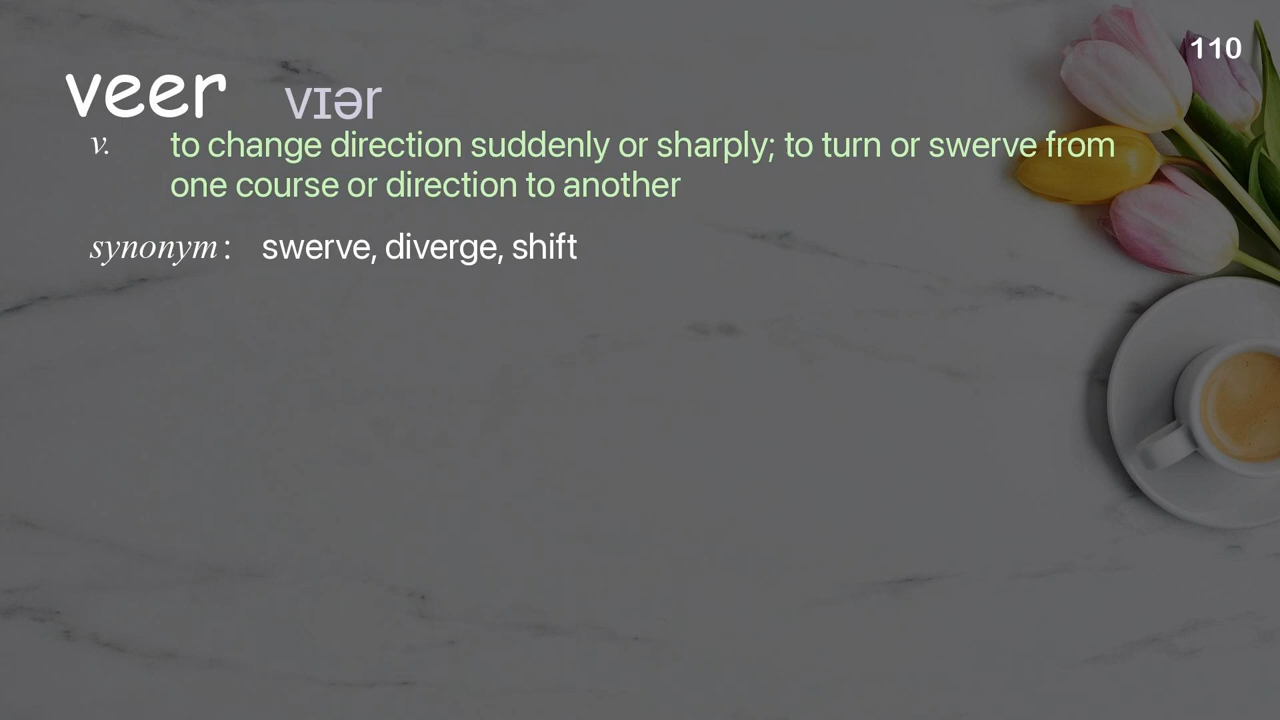 110
veer vɪər
v. to change direction suddenly or sharply; to turn or swerve from
one course or direction to another
synonym: swerve, diverge, shift